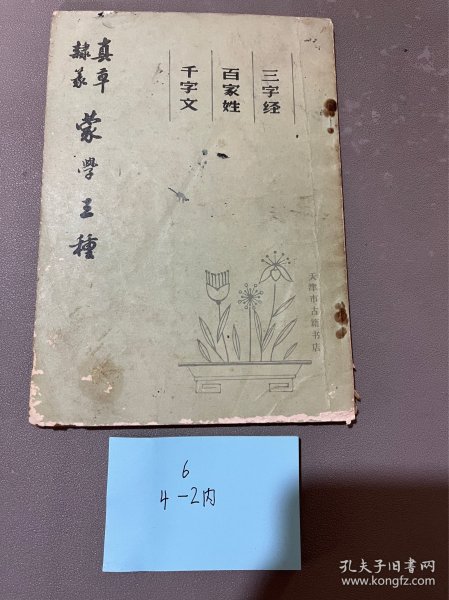 三字经
百家姓
千字文
真草
隸篆
蒙学三種
天津市古籍书店
6
4-2内
孔夫子旧书网
www.kongfz.com